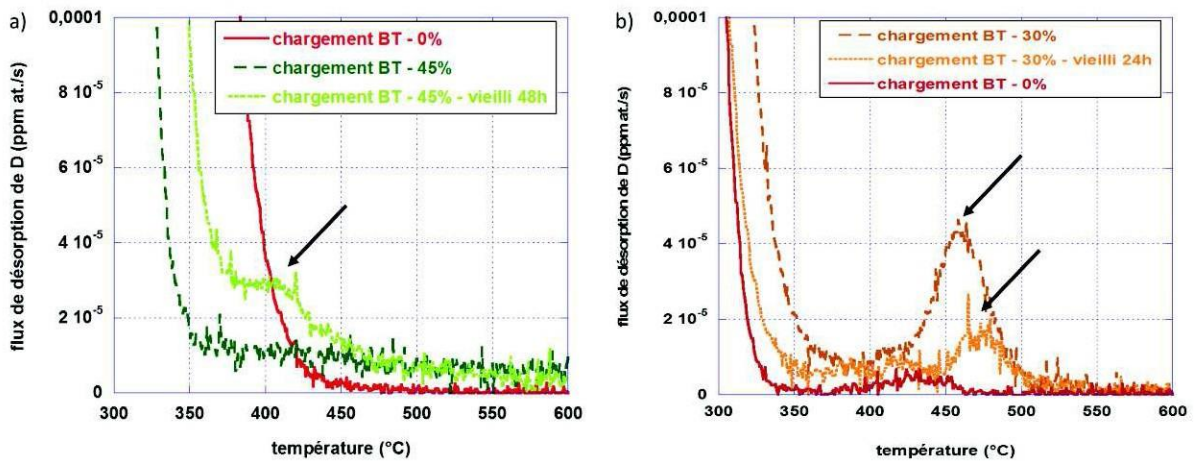 a)
0,0001
8 10⁻⁵
6 10⁻⁵
4 10⁻⁵
2 10⁻⁵
0
flux de désorption de D (ppm at./s)
chargement BT - 0%
chargement BT - 45%
chargement BT - 45% - vieilli 48h
300 350 400 450 500 550 600
température (°C)
b)
0,0001
8 10⁻⁵
6 10⁻⁵
4 10⁻⁵
2 10⁻⁵
0
flux de désorption de D (ppm at./s)
chargement BT - 30%
chargement BT - 30% - vieilli 24h
chargement BT - 0%
300 350 400 450 500 550 600
température (°C)